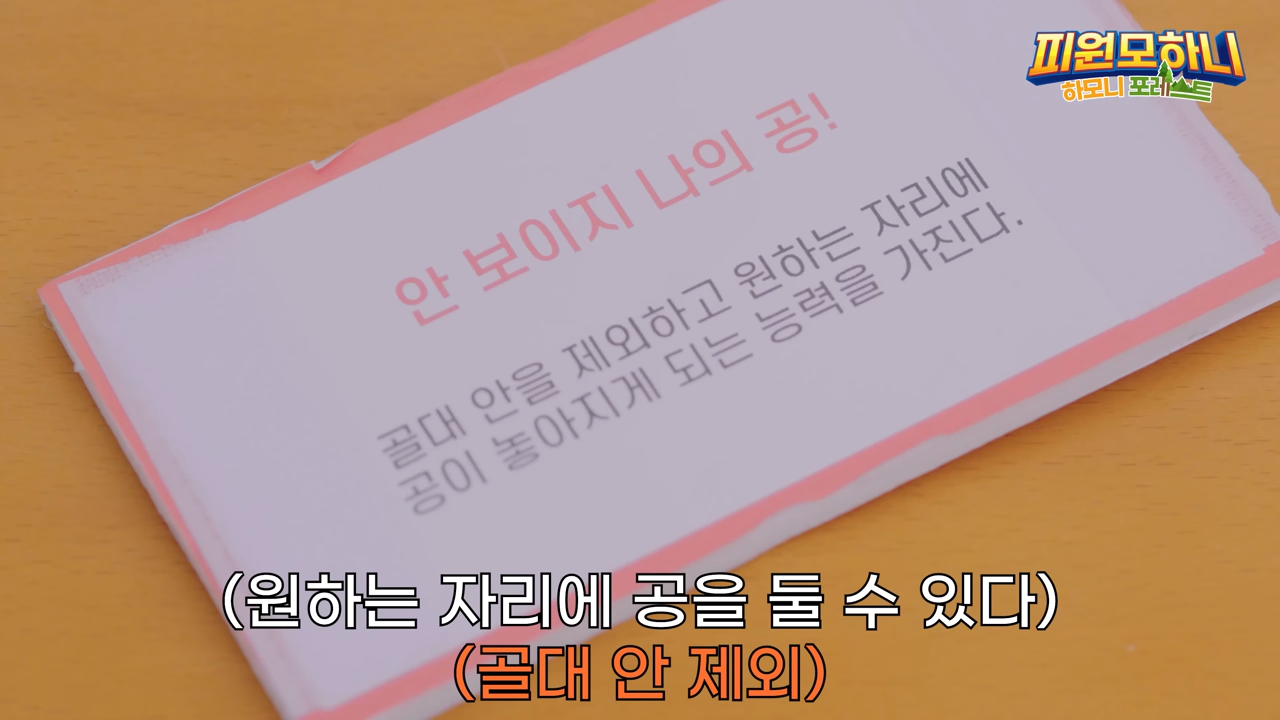 피원모하니
하모니 포레스트
안 보이지 나의 공!
골대 안을 제외하고 원하는 자리에
공이 놓아지게 되는 능력을 가진다.
(원하는 자리에 공을 둘 수 있다)
(골대 안 제외)